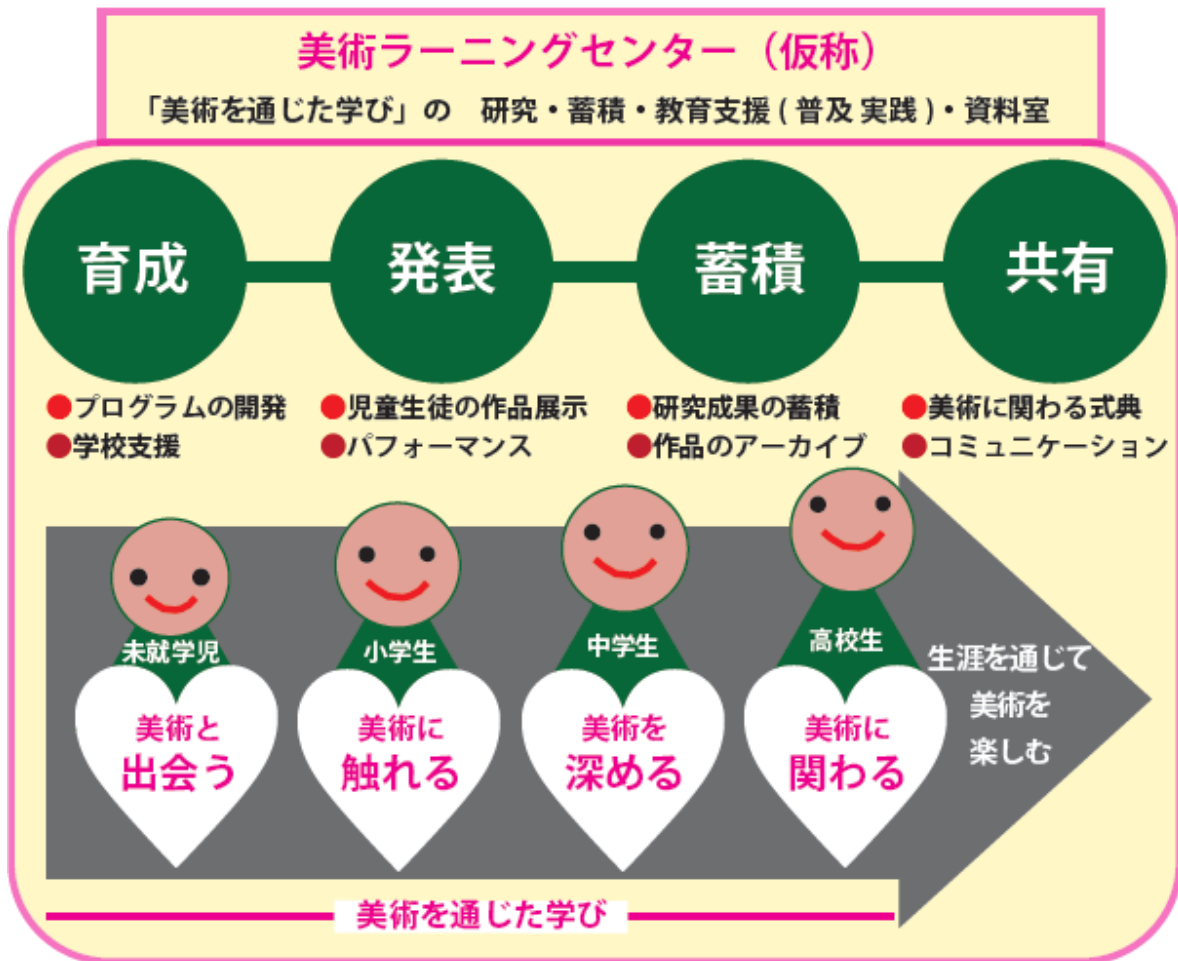 美術ラーニングセンター（仮称）
「美術を通じた学び」の　研究・蓄積・教育支援 ( 普及 実践 )・資料室
育成
発表
蓄積
共有
●プログラムの開発
●学校支援
●児童生徒の作品展示
●パフォーマンス
●研究成果の蓄積
●作品のアーカイブ
●美術に関わる式典
●コミュニケーション
未就学児
美術と
出会う
小学生
美術に
触れる
中学生
美術を
深める
高校生
美術に
関わる
生涯を通じて
美術を
楽しむ
美術を通じた学び